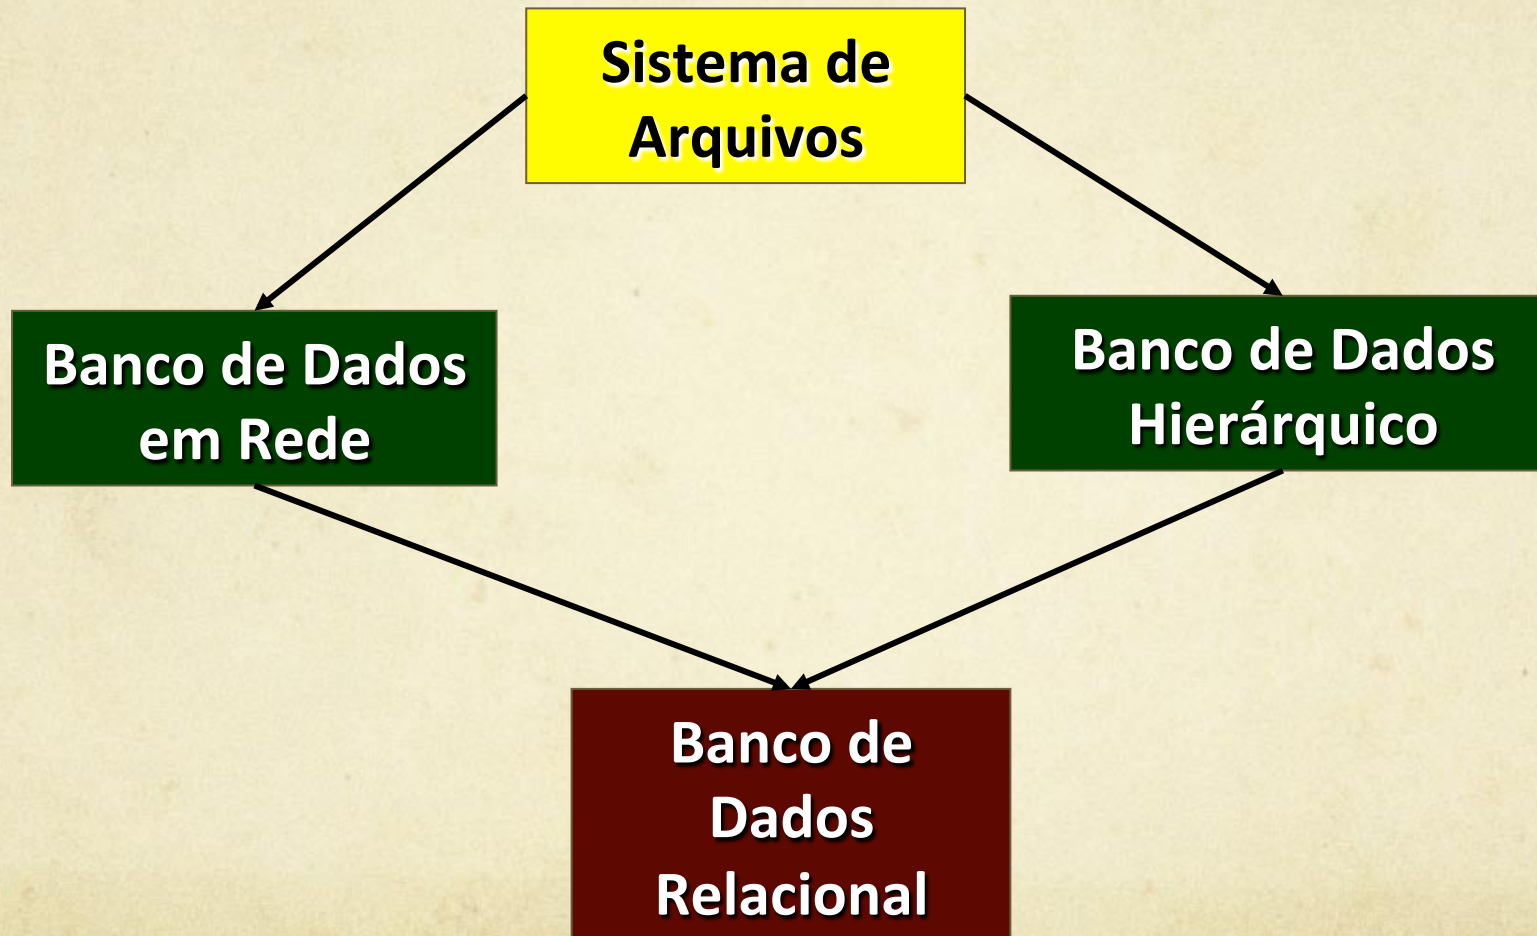 Sistema de
Arquivos
Banco de Dados
em Rede
Banco de Dados
Hierárquico
Banco de
Dados
Relacional